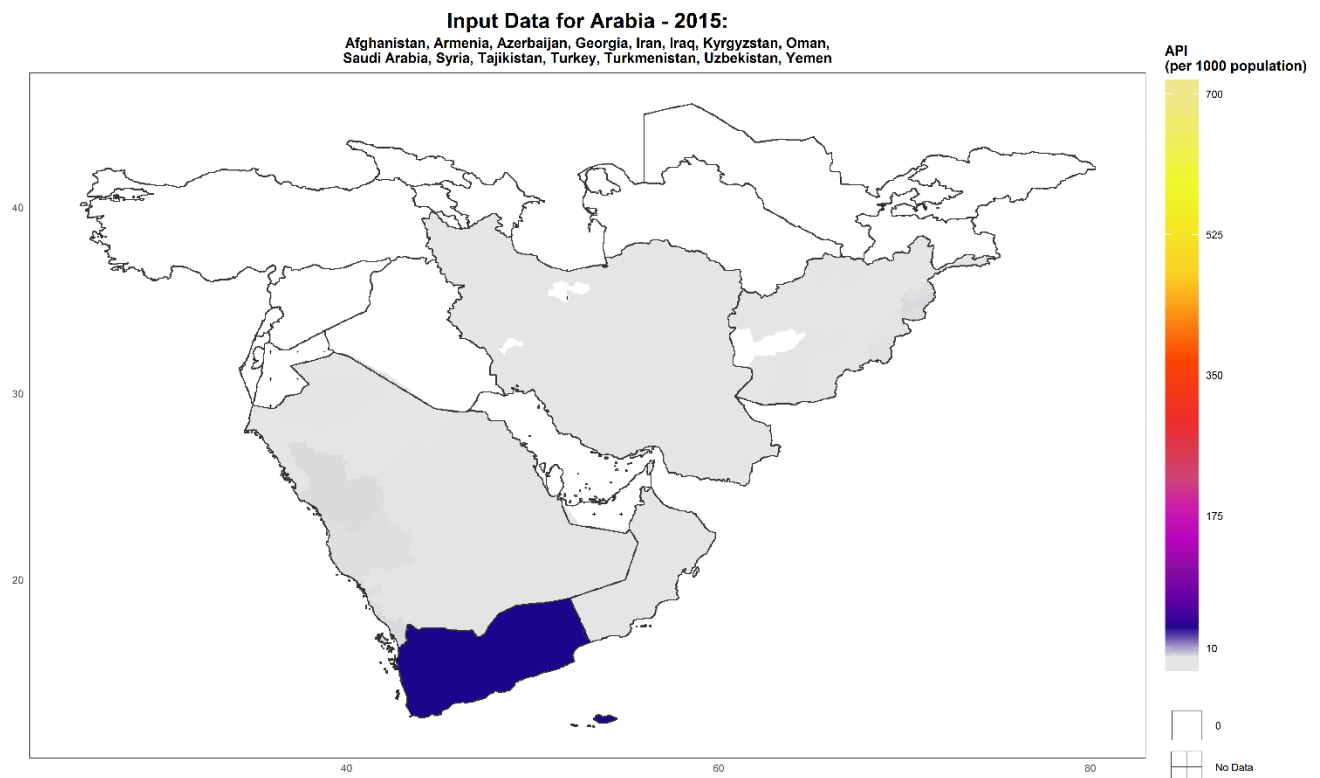 Input Data for Arabia - 2015:
Afghanistan, Armenia, Azerbaijan, Georgia, Iran, Iraq, Kyrgyzstan, Oman,
Saudi Arabia, Syria, Tajikistan, Turkey, Turkmenistan, Uzbekistan, Yemen
API
(per 1000 population)
700
525
350
175
10
0
No Data
40
30
20
40
60
80